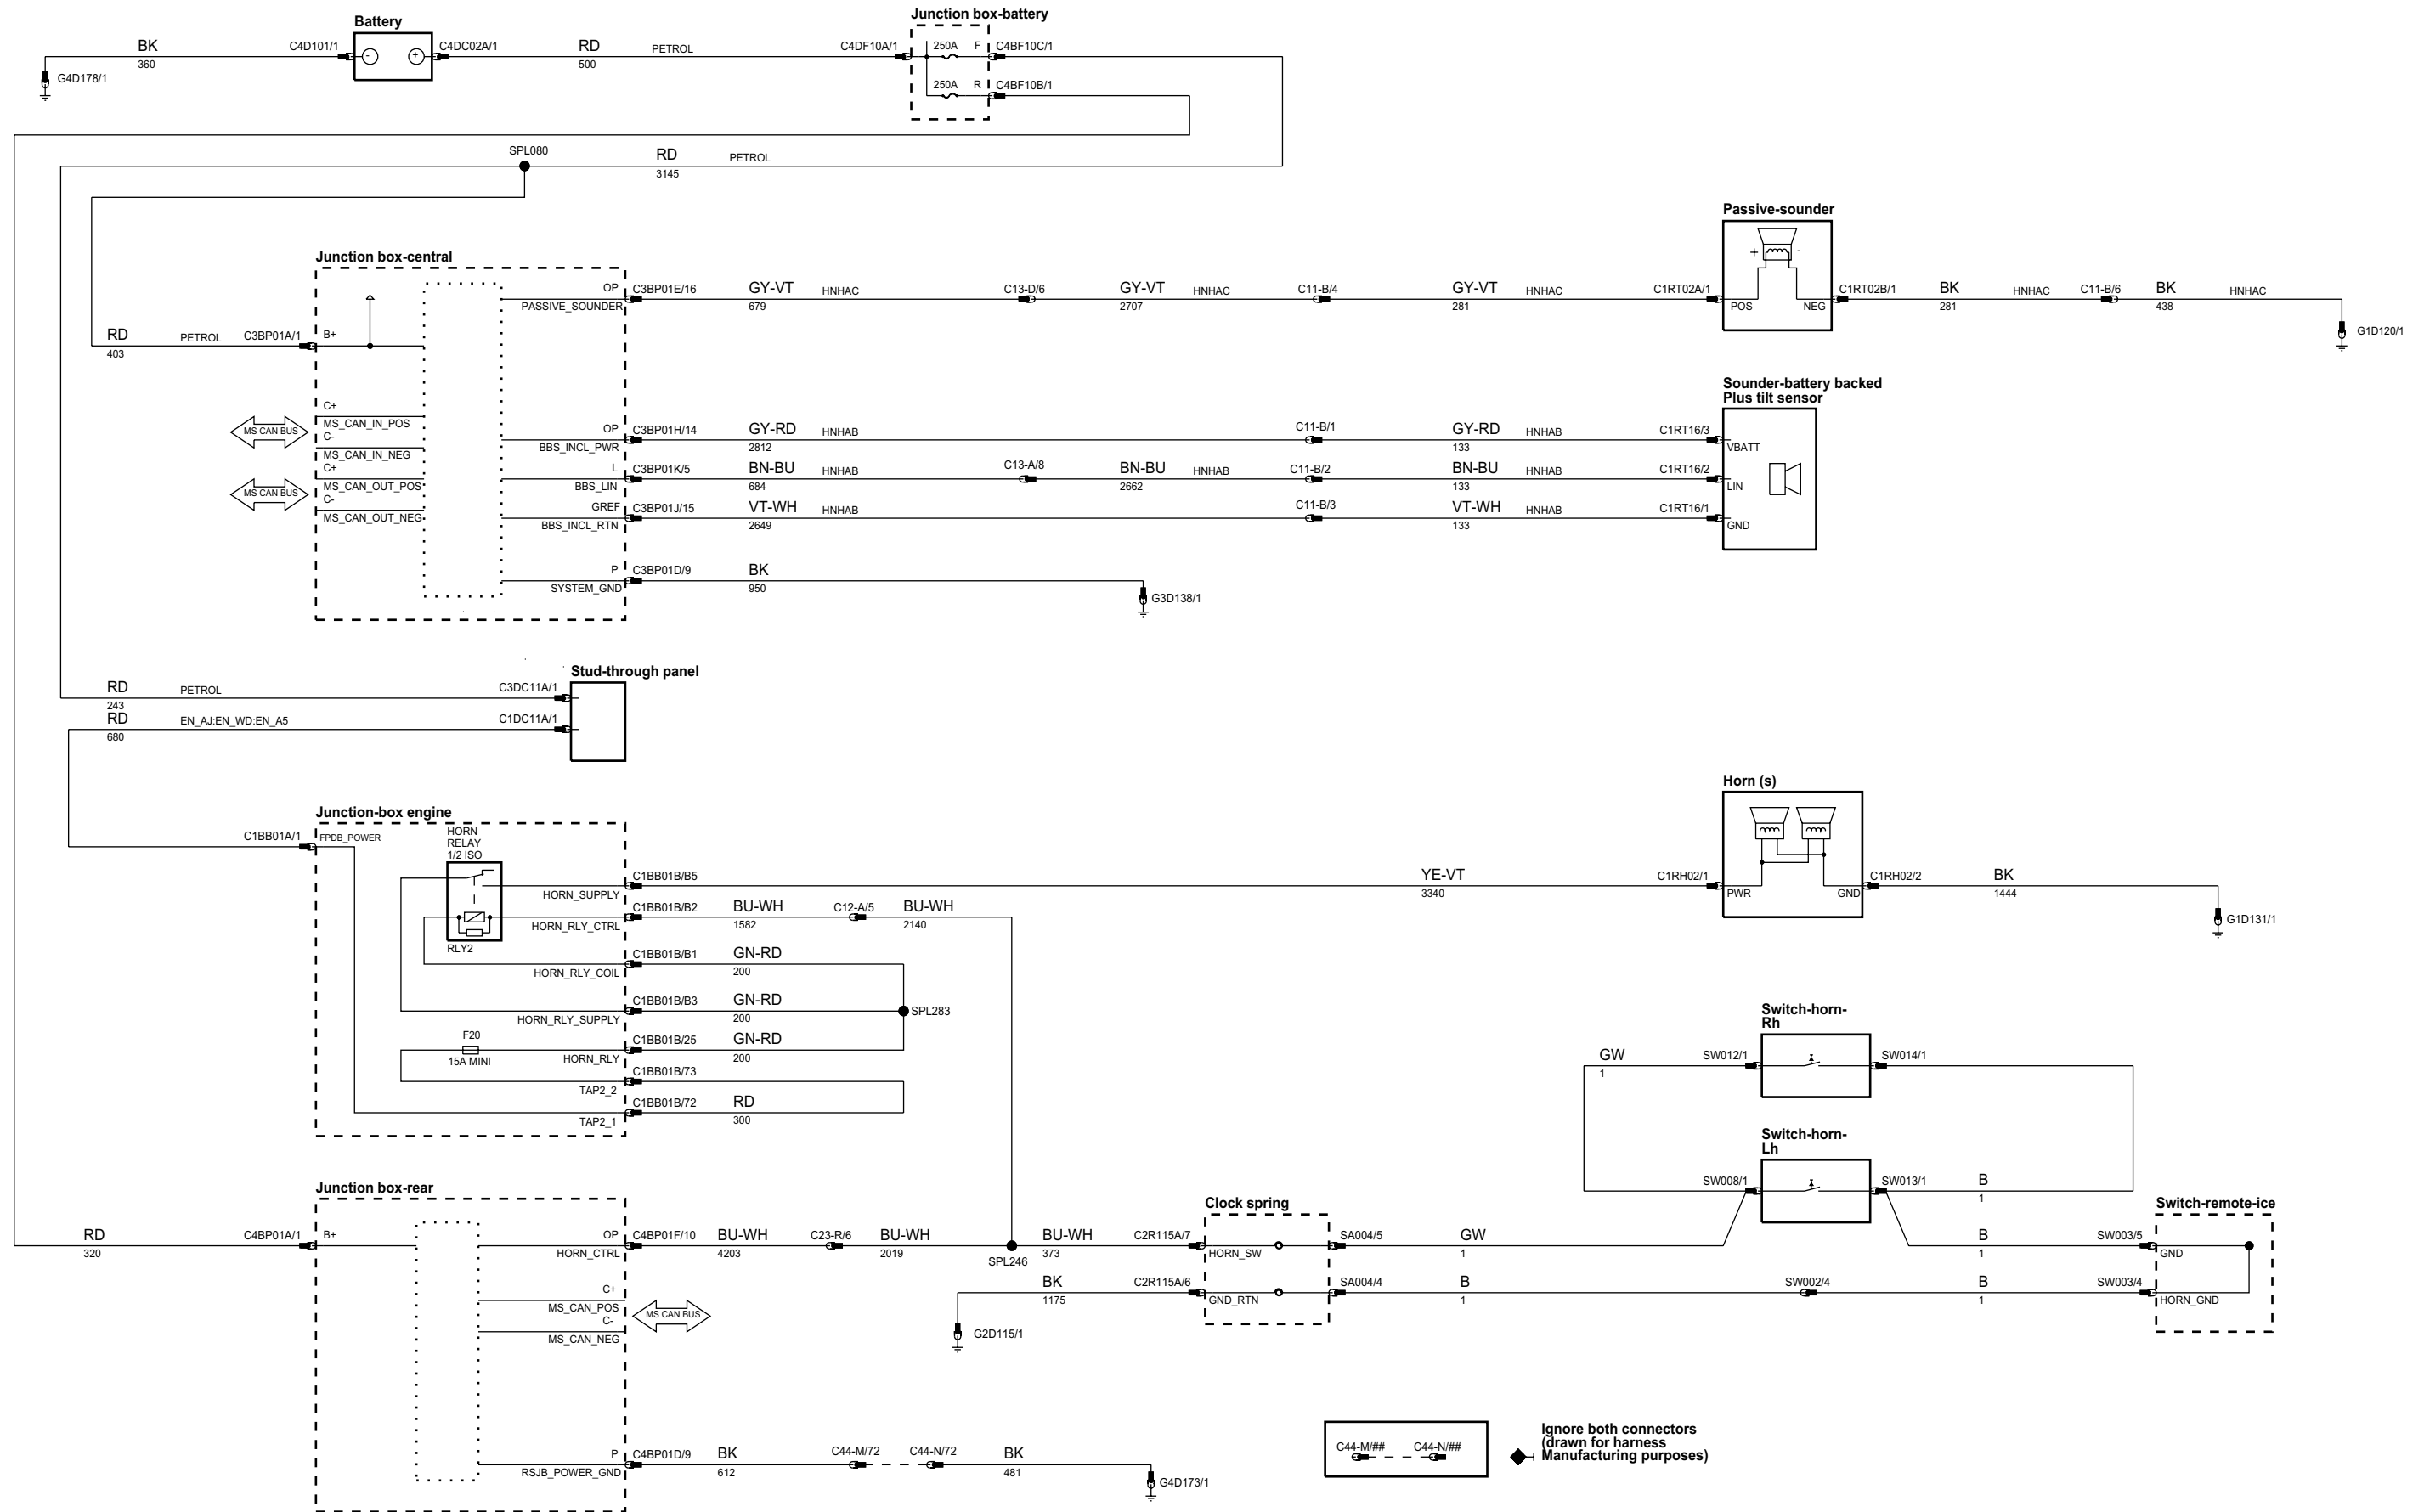 Junction box-battery
Battery
BK
C4D101/1
-
+
C4DC02A/1
RD
PETROL
C4DF10A/1
250A
F
C4BF10C/1
360
500
G4D178/1
250A
R
C4BF10B/1
SPL080
RD
PETROL
3145
Passive-sounder
+
-
Junction box-central
OP
C3BP01E/16
GY-VT
HNHAC
C13-D/6
GY-VT
HNHAC
C11-B/4
GY-VT
HNHAC
C1RT02A/1
C1RT02B/1
BK
HNHAC
C11-B/6
BK
HNHAC
PASSIVE_SOUNDER
679
2707
281
POS
NEG
281
438
G1D120/1
RD
PETROL
C3BP01A/1
B+
403
Sounder-battery backed
Plus tilt sensor
C+
MS_CAN_IN_POS
MS CAN BUS
C-
MS_CAN_IN_NEG
C+
MS_CAN_OUT_POS
MS CAN BUS
C-
MS_CAN_OUT_NEG
OP
C3BP01H/14
GY-RD
HNHAB
C11-B/1
GY-RD
HNHAB
C1RT16/3
BBS_INCL_PWR
2812
133
VBATT
L
C3BP01K/5
BN-BU
HNHAB
C13-A/8
BN-BU
HNHAB
C11-B/2
BN-BU
HNHAB
C1RT16/2
BBS_LIN
684
2662
133
LIN
GREF
C3BP01J/15
VT-WH
HNHAB
C11-B/3
VT-WH
HNHAB
C1RT16/1
BBS_INCL_RTN
2649
133
GND
P
C3BP01D/9
BK
SYSTEM_GND
950
G3D138/1
Stud-through panel
RD
PETROL
C3DC11A/1
243
RD
EN_AJ:EN_WD:EN_A5
C1DC11A/1
680
Horn (s)
Junction-box engine
C1BB01A/1
FPDB_POWER
HORN
RELAY
1/2 ISO
RLY2
C1BB01B/B5
YE-VT
C1RH02/1
C1RH02/2
BK
HORN_SUPPLY
3340
PWR
GND
1444
G1D131/1
C1BB01B/B2
BU-WH
C12-A/5
BU-WH
HORN_RLY_CTRL
1582
2140
C1BB01B/B1
GN-RD
HORN_RLY_COIL
200
C1BB01B/B3
GN-RD
SPL283
HORN_RLY_SUPPLY
200
F20
15A MINI
C1BB01B/25
GN-RD
HORN_RLY
200
C1BB01B/73
TAP2_2
C1BB01B/72
RD
TAP2_1
300
Switch-horn-
Rh
GW
SW012/1
SW014/1
1
Switch-horn-
Lh
SW008/1
SW013/1
B
1
Junction box-rear
Clock spring
Switch-remote-ice
RD
C4BP01A/1
B+
320
OP
C4BP01F/10
BU-WH
C23-R/6
BU-WH
BU-WH
C2R115A/7
SA004/5
GW
B
SW003/5
HORN_CTRL
4203
2019
SPL246
373
HORN_SW
1
1
GND
BK
C2R115A/6
SA004/4
B
SW002/4
B
SW003/4
1175
GND_RTN
1
1
HORN_GND
G2D115/1
C+
MS_CAN_POS
MS CAN BUS
C-
MS_CAN_NEG
P
C4BP01D/9
BK
C44-M/72
C44-N/72
BK
RSJB_POWER_GND
612
481
G4D173/1
C44-M/##
C44-N/##
Ignore both connectors
(drawn for harness
Manufacturing purposes)